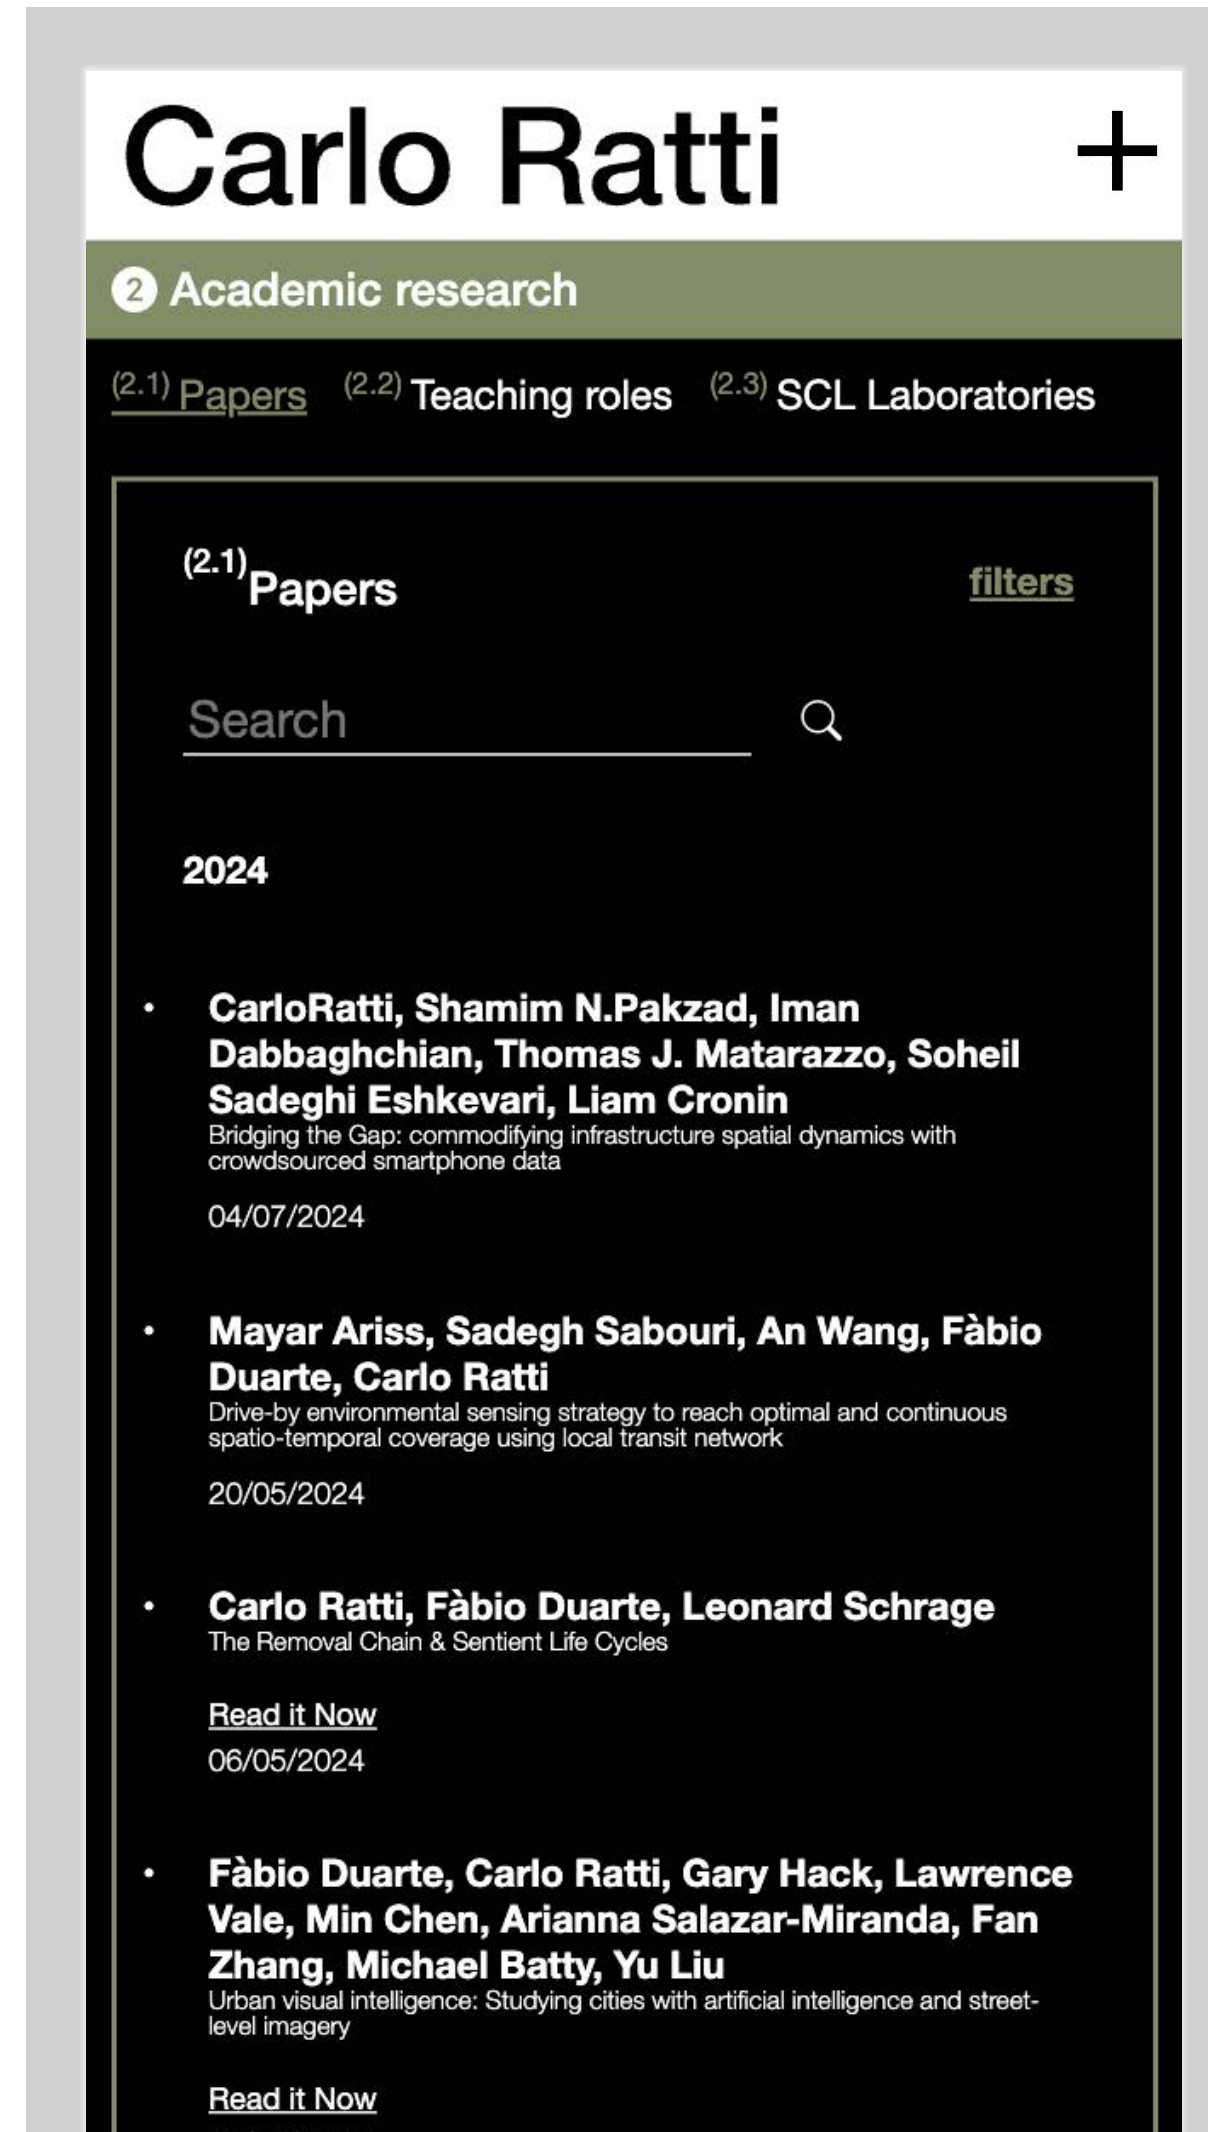 Carlo Ratti
2 Academic research
(2.1) Papers (2.2) Teaching roles (2.3) SCL Laboratories
(2.1) Papers
filters
Search
2024
• CarloRatti, Shamim N.Pakzad, Iman
Dabbaghchian, Thomas J. Matarazzo, Soheil
Sadeghi Eshkevari, Liam Cronin
Bridging the Gap: commodifying infrastructure spatial dynamics with
crowdsourced smartphone data
04/07/2024
• Mayar Ariss, Sadegh Sabouri, An Wang, Fàbio
Duarte, Carlo Ratti
Drive-by environmental sensing strategy to reach optimal and continuous
spatio-temporal coverage using local transit network
20/05/2024
• Carlo Ratti, Fàbio Duarte, Leonard Schrage
The Removal Chain & Sentient Life Cycles
Read it Now
06/05/2024
• Fàbio Duarte, Carlo Ratti, Gary Hack, Lawrence
Vale, Min Chen, Arianna Salazar-Miranda, Fan
Zhang, Michael Batty, Yu Liu
Urban visual intelligence: Studying cities with artificial intelligence and street-
level imagery
Read it Now